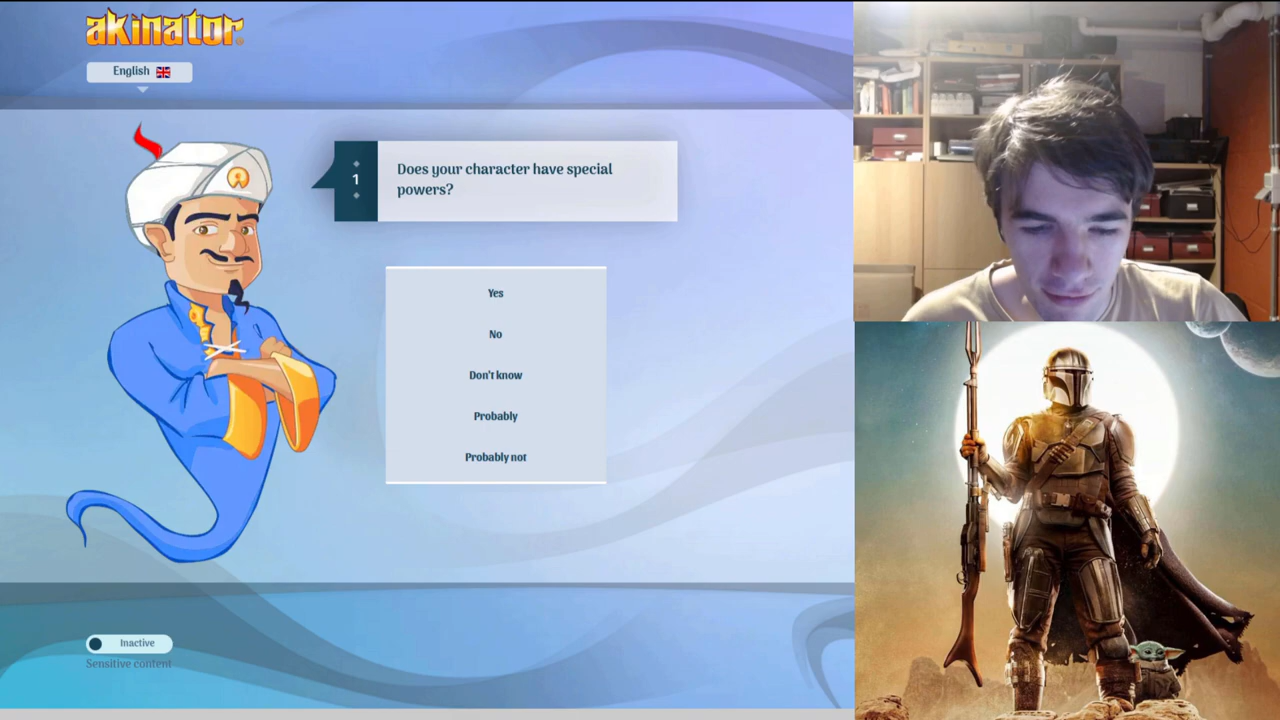 akinator
English
1
Does your character have special
powers?
Yes
No
Don't know
Probably
Probably not
Inactive
Sensitive content